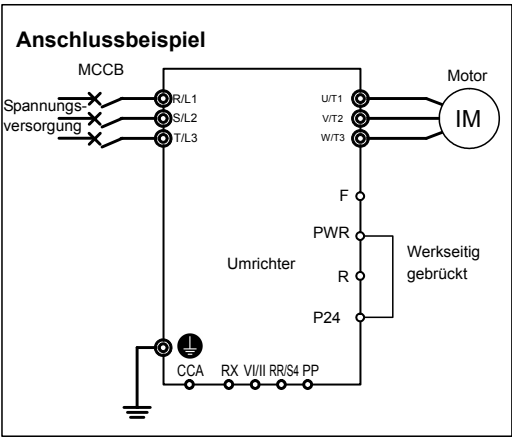 Anschlussbeispiel
MCCB
Motor
Spannungs-
versorgung
R/L1
S/L2
T/L3
U/T1
V/T2
W/T3
IM
F
PWR
R
P24
Werkseitig
gebrückt
Umrichter
CCA RX VI/II RR/S4 PP